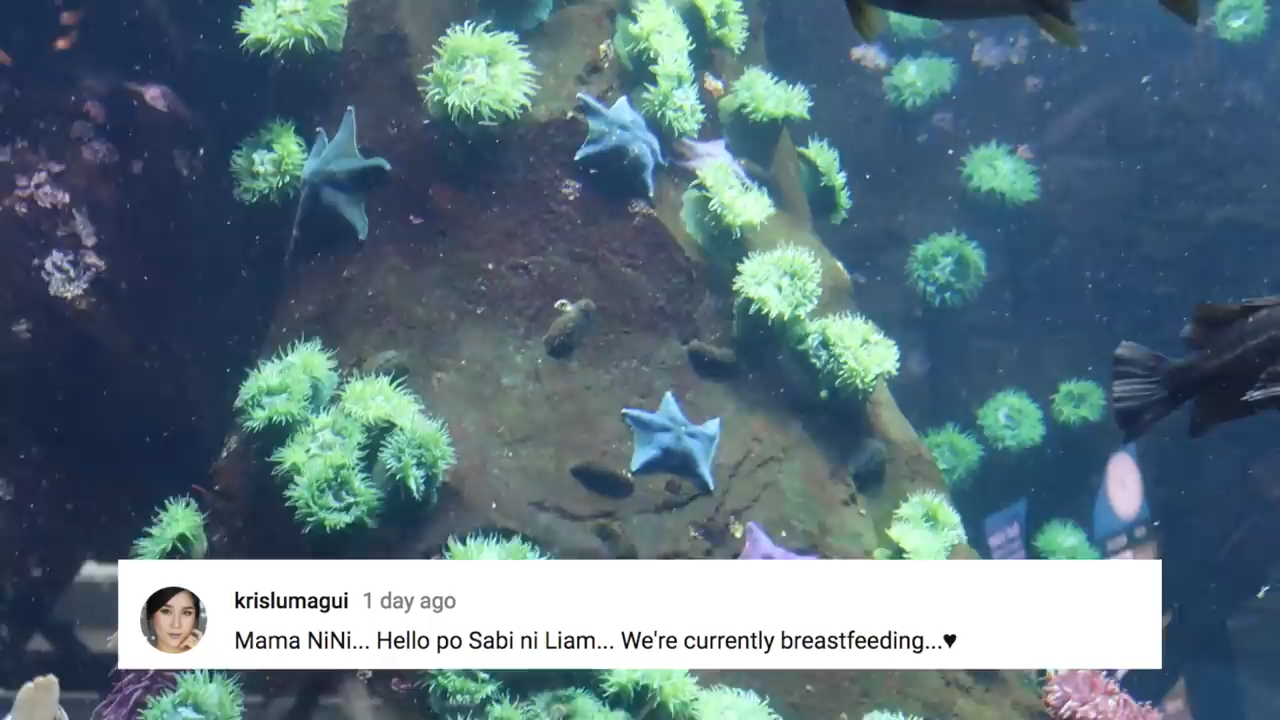 krislumagui 1 day ago
Mama NiNi... Hello po Sabi ni Liam... We're currently breastfeeding...♥